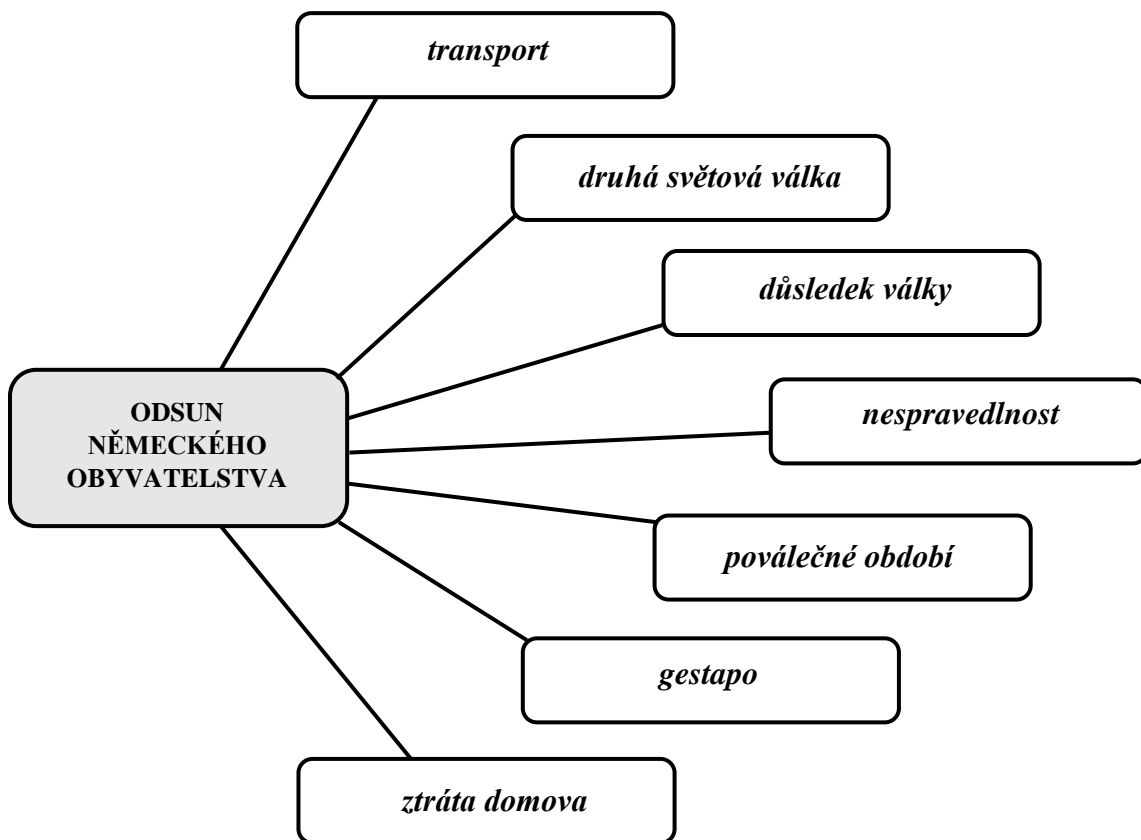 transport
druhá světová válka
důsledek války
nespravedlnost
ODSUN
NĚMECKÉHO
OBYVATELSTVA
poválečné období
gestapo
ztráta domova